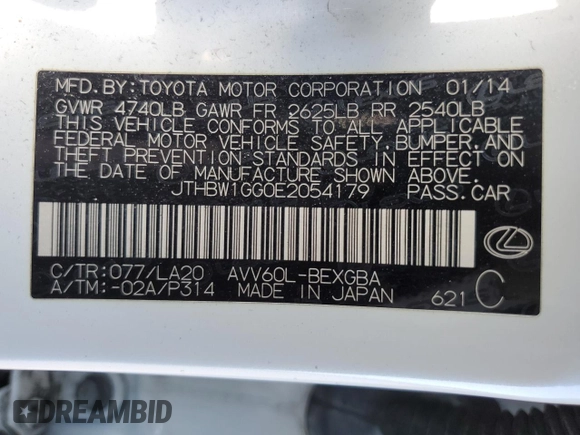 MFD. BY: TOYOTA MOTOR CORPORATION 01/14
GVWR 4740LB GAWR FR 2625LB RR 2540LB
THIS VEHICLE CONFORMS TO ALL APPLICABLE
FEDERAL MOTOR VEHICLE SAFETY, BUMPER, AND
THEFT PREVENTION STANDARDS IN EFFECT ON
THE DATE OF MANUFACTURE SHOWN ABOVE.
JTHBW1GG0E2054179 PASS. CAR
C/TR: 077/LA20 AVV60L-BEXGBA
A/TM: -02A/P314 MADE IN JAPAN 621 C
DREAMBID